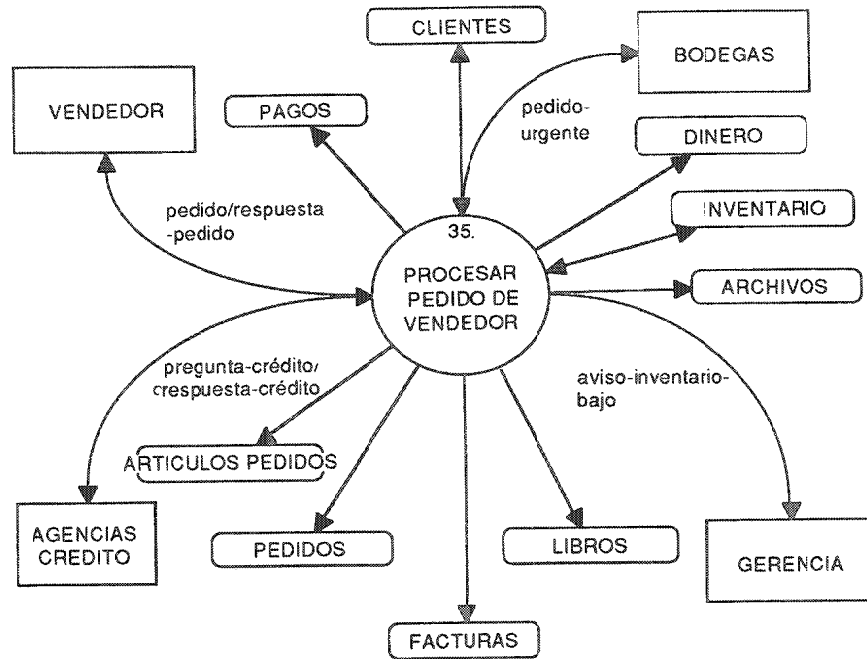 CLIENTES
BODEGAS
VENDEDOR
PAGOS
pedido-
urgente
DINERO
pedido/respuesta
-pedido
INVENTARIO
35.
PROCESAR
PEDIDO DE
VENDEDOR
ARCHIVOS
pregunta-crédito/
respuesta-crédito
aviso-inventario-
bajo
ARTICULOS PEDIDOS
AGENCIAS
CREDITO
PEDIDOS
LIBROS
GERENCIA
FACTURAS